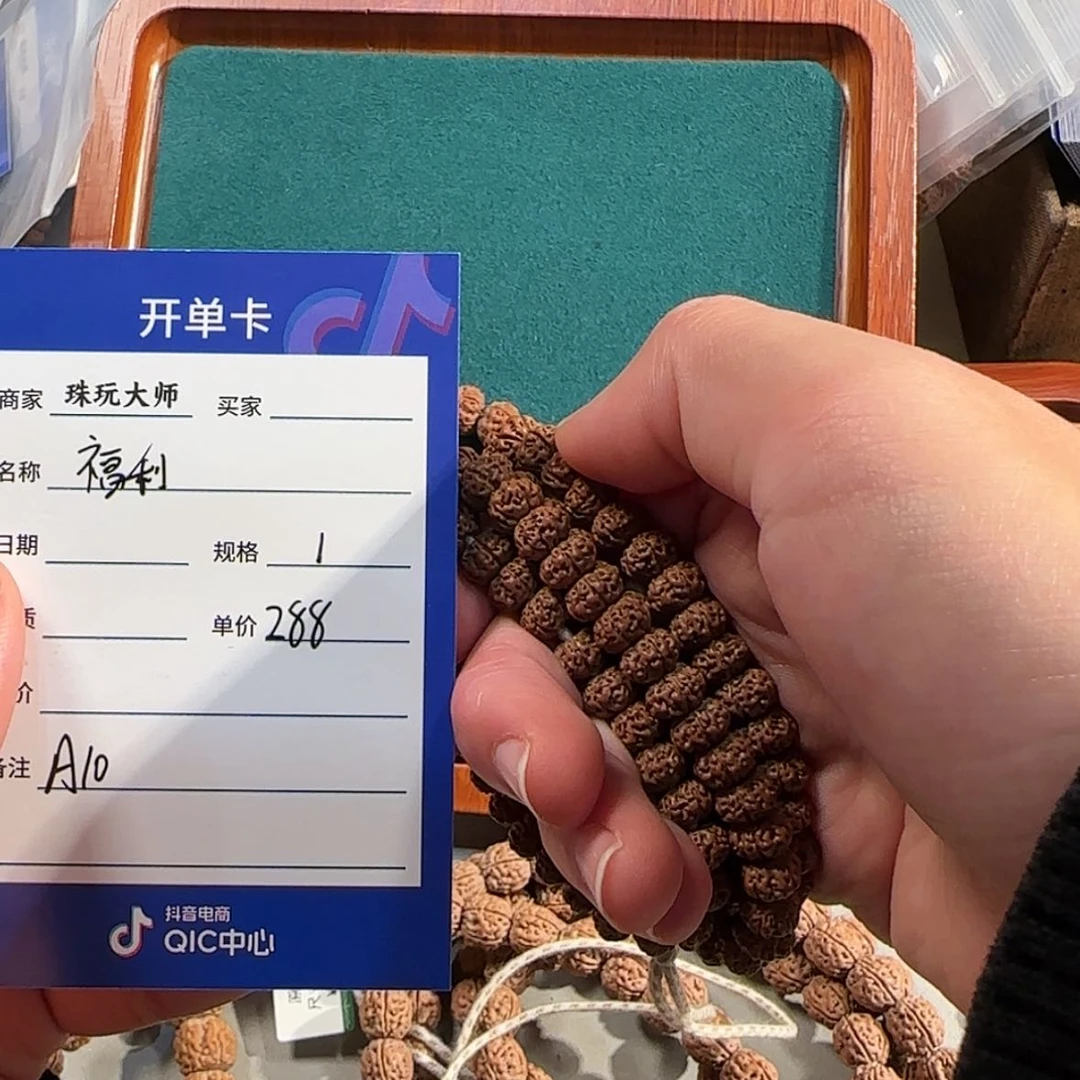 开单卡
商家 珠玩大师 买家
名称 福利
日期 规格 1
质 单价 288
价
备注 A10
抖音电商
QIC中心